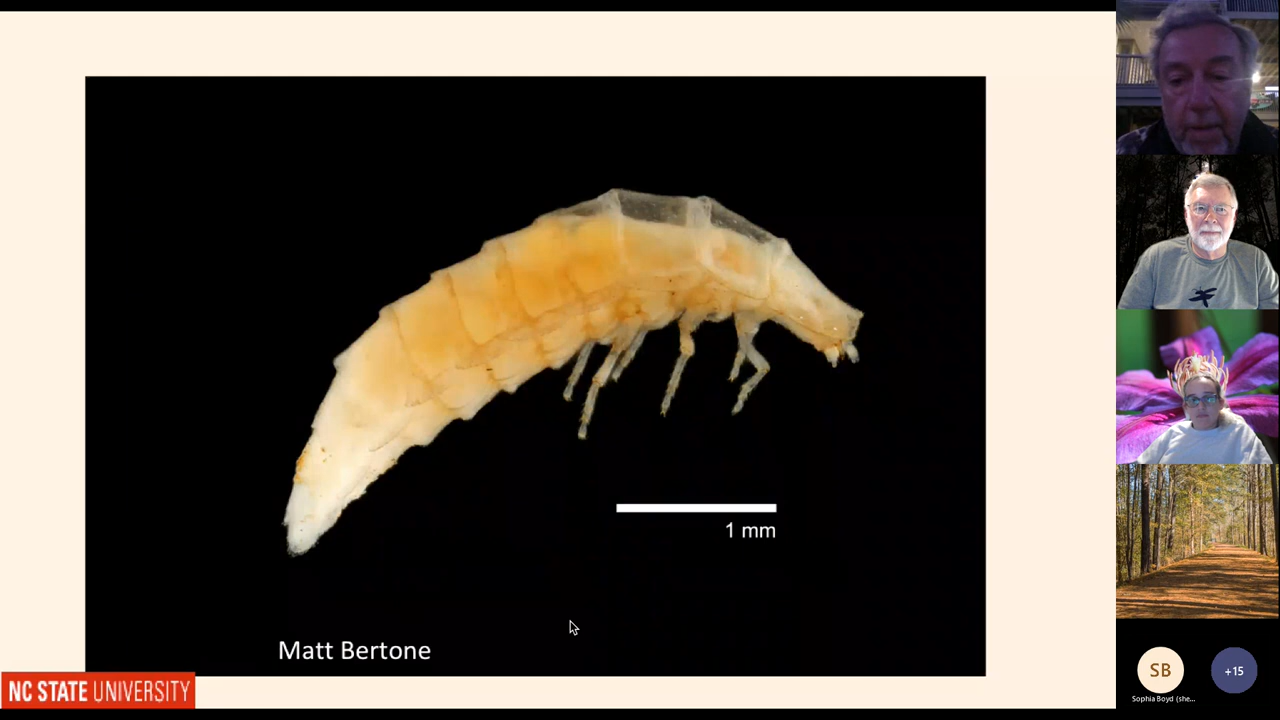 1 mm
Matt Bertone
NC STATE UNIVERSITY
SB
+15
Sophia Boyd (she...